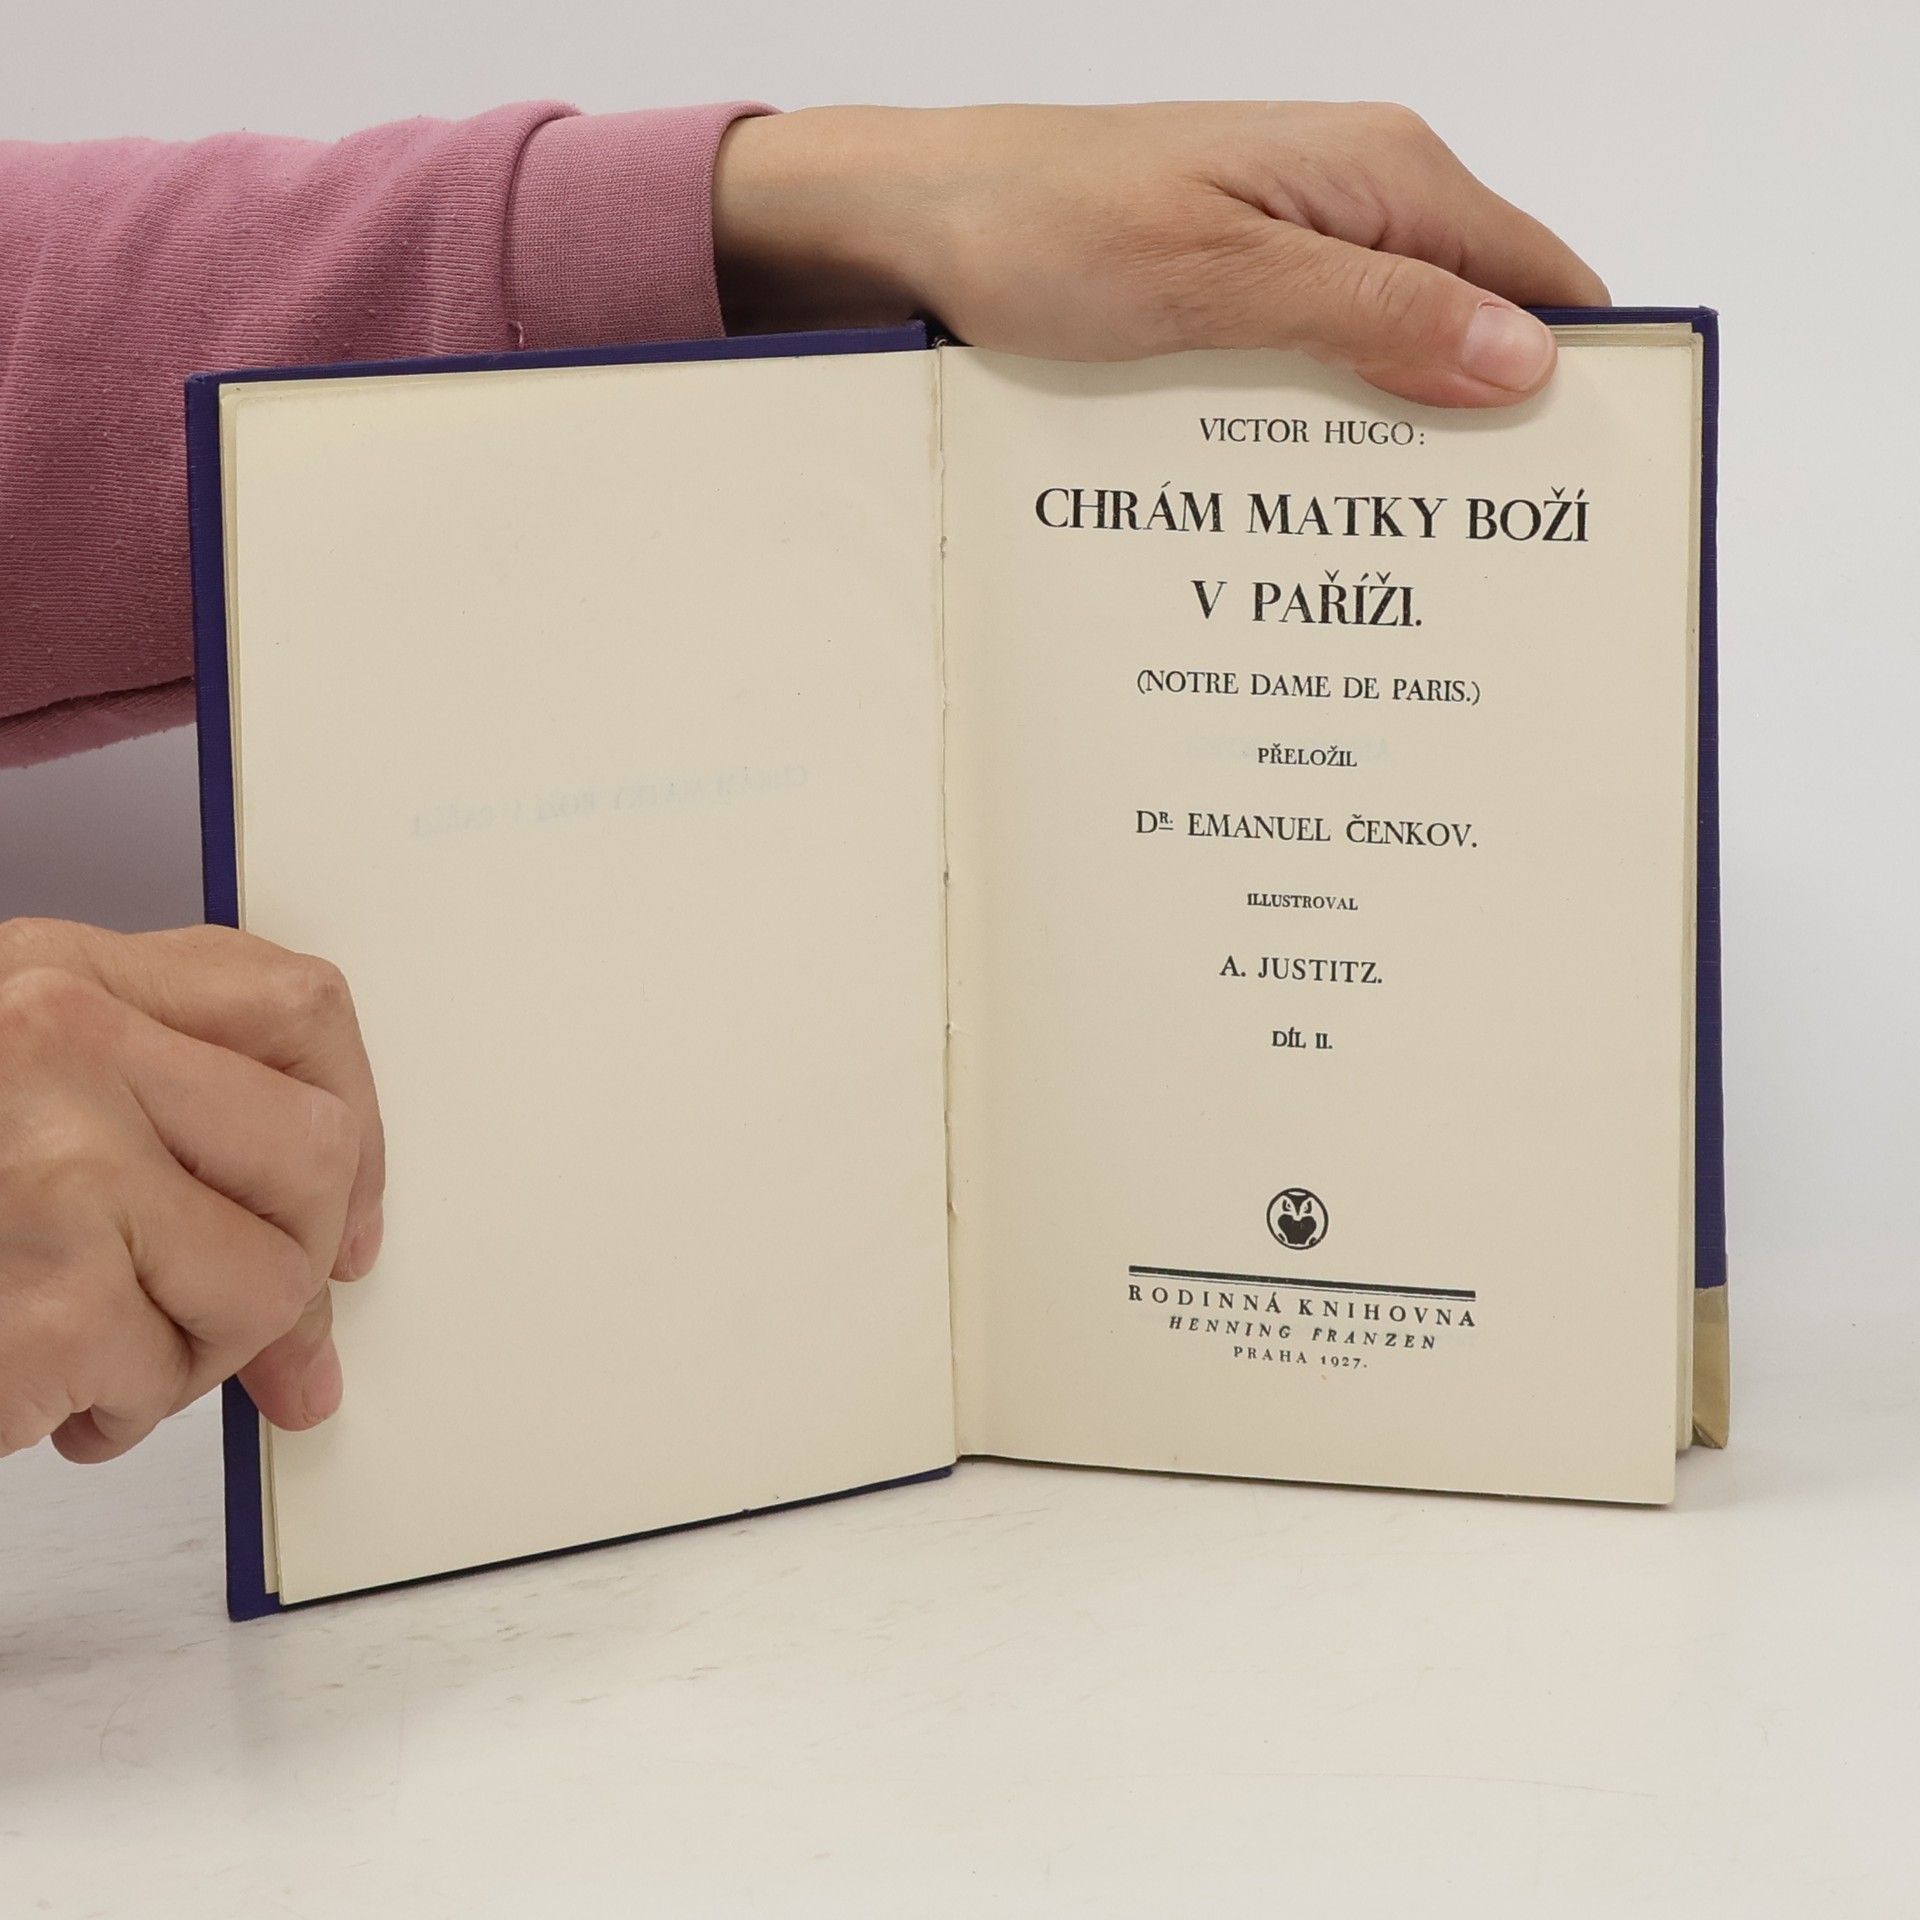 VICTOR HUGO:
CHRÁM MATKY BOŽÍ
V PAŘÍŽI.
(NOTRE DAME DE PARIS.)
PŘELOŽIL
DR. EMANUEL ČENKOV.
ILLUSTROVAL
A. JUSTITZ.
DÍL II.
RODINNÁ KNIHOVNA
HENNING FRANZEN
PRAHA 1927.